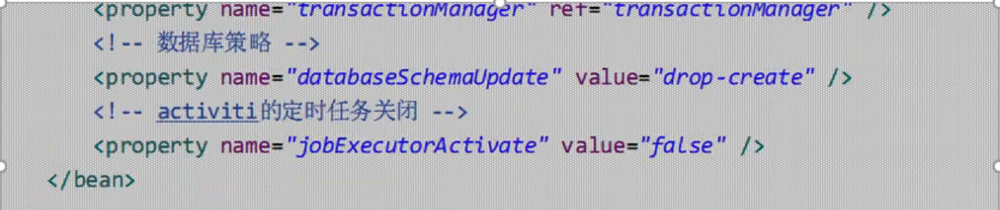 <property name="transactionManager" ref="transactionManager" />
<!-- 数据库策略 -->
<property name="databaseSchemaUpdate" value="drop-create" />
<!-- activiti的定时任务关闭 -->
<property name="jobExecutorActivate" value="false" />
</bean>